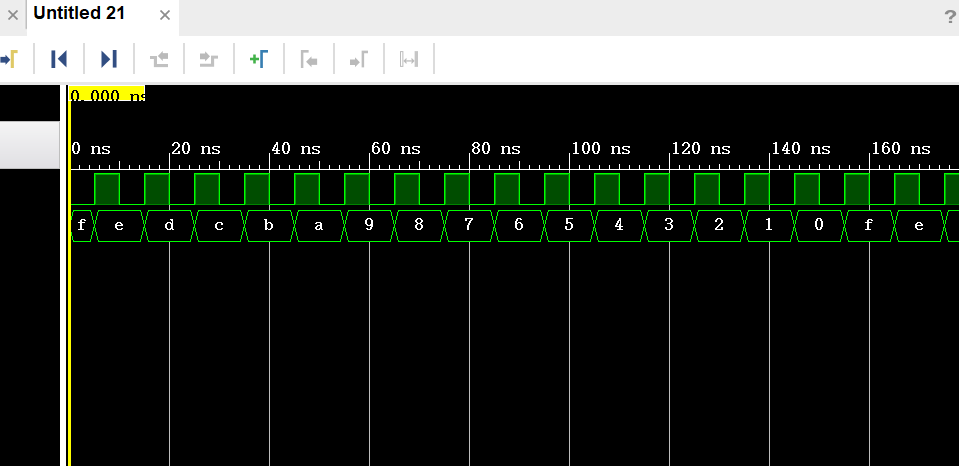 Untitled 21
?
0.000 ns
0 ns 20 ns 40 ns 60 ns 80 ns 100 ns 120 ns 140 ns 160 ns
f e d c b a 9 8 7 6 5 4 3 2 1 0 f e